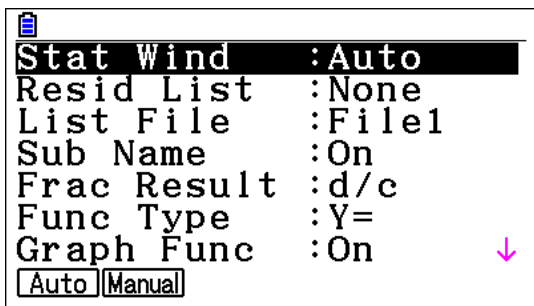 Stat Wind :Auto
Resid List :None
List File :File1
Sub Name :On
Frac Result :d/c
Func Type :Y=
Graph Func :On ↓
Auto Manual